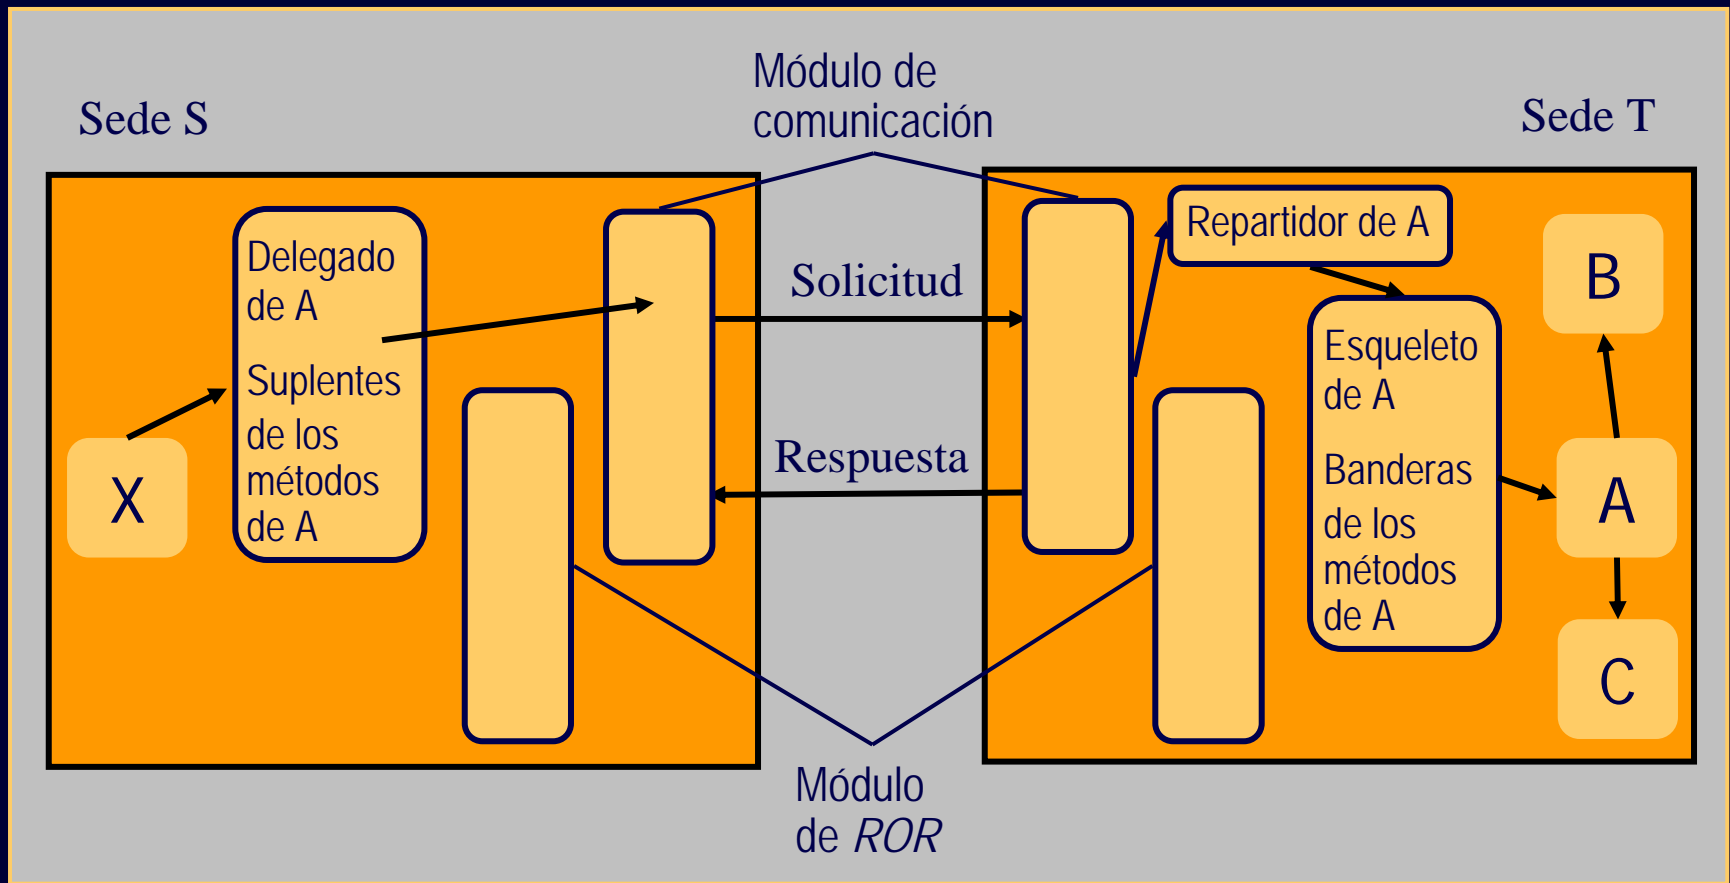 Módulo de
comunicación
Sede S
Sede T
Delegado
de A
Suplentes
de los
métodos
de A
X
Solicitud
Respuesta
Repartidor de A
Esqueleto
de A
Banderas
de los
métodos
de A
B
A
C
Módulo
de ROR